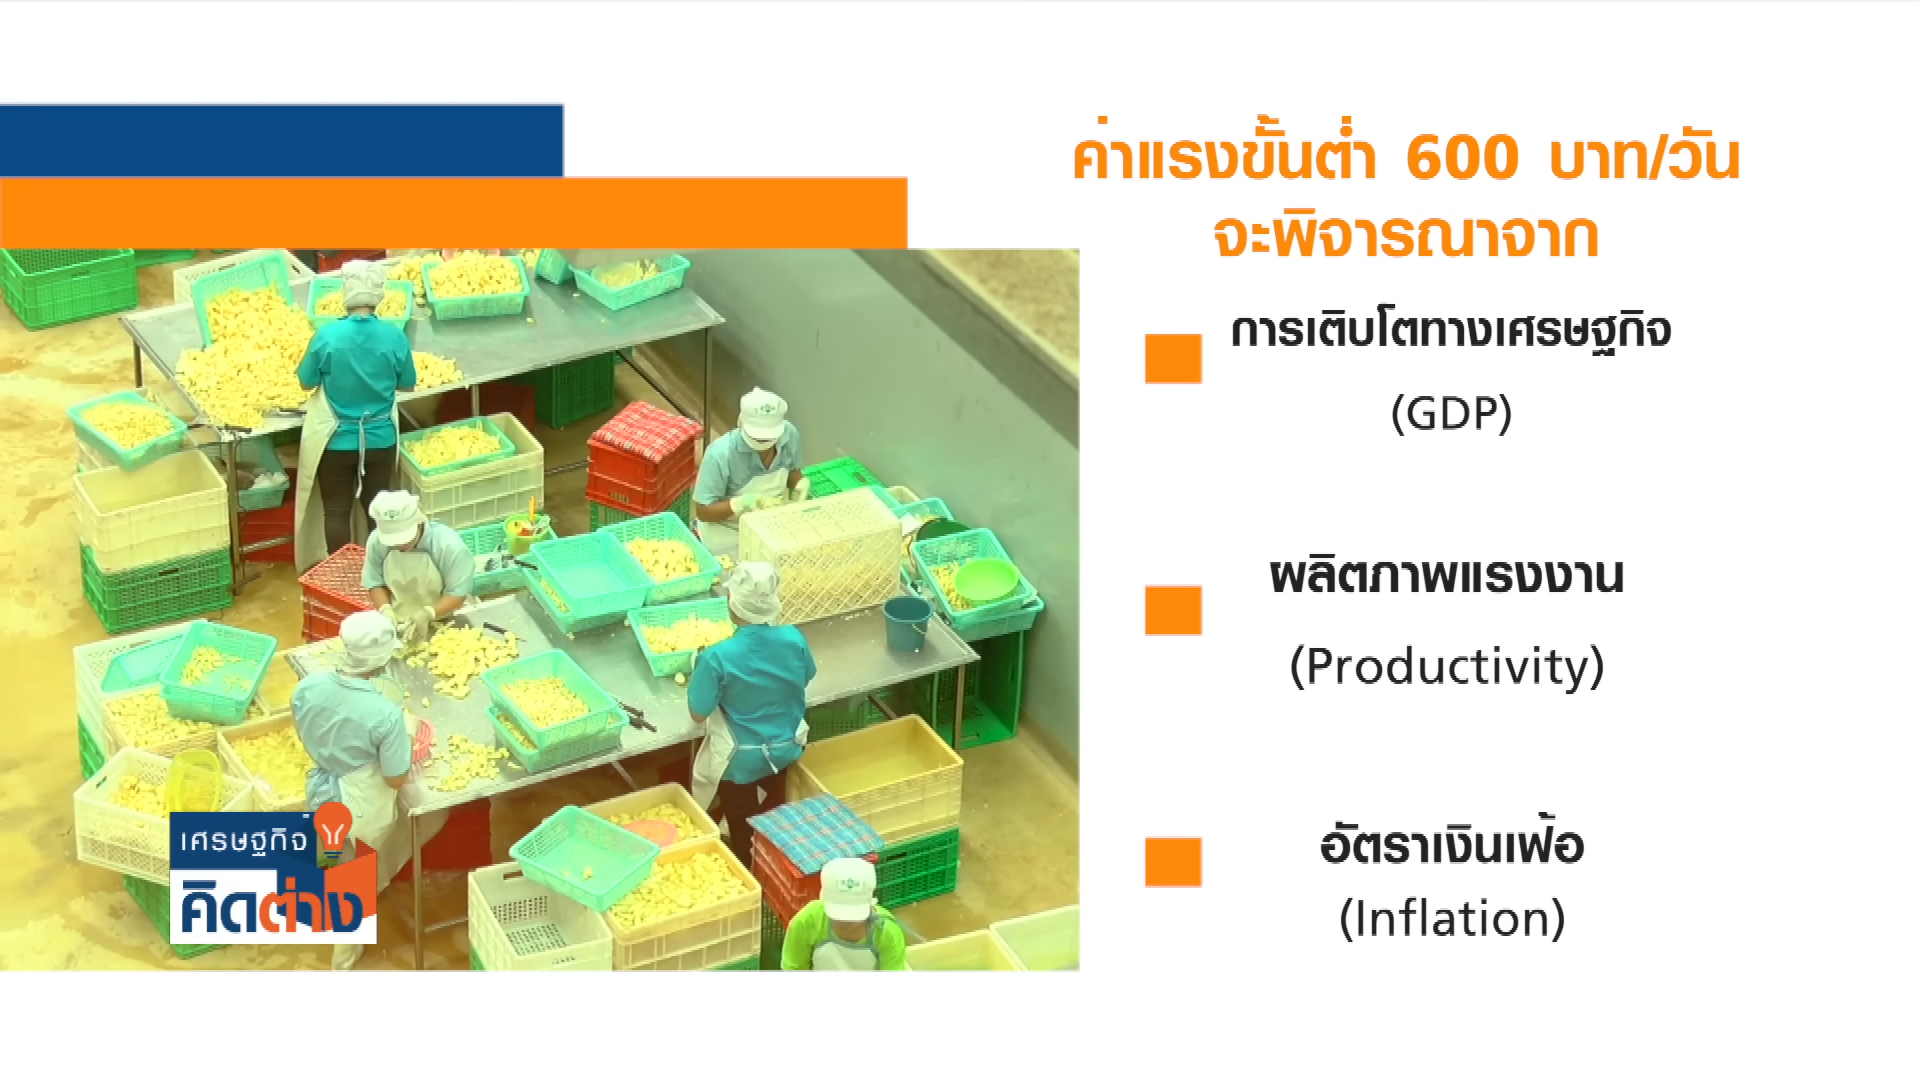 ค่าแรงขั้นต่ำ 600 บาท/วัน
จะพิจารณาจาก
การเติบโตทางเศรษฐกิจ
(GDP)
ผลิตภาพแรงงาน
(Productivity)
อัตราเงินเฟ้อ
(Inflation)
เศรษฐกิจ
คิดต่าง